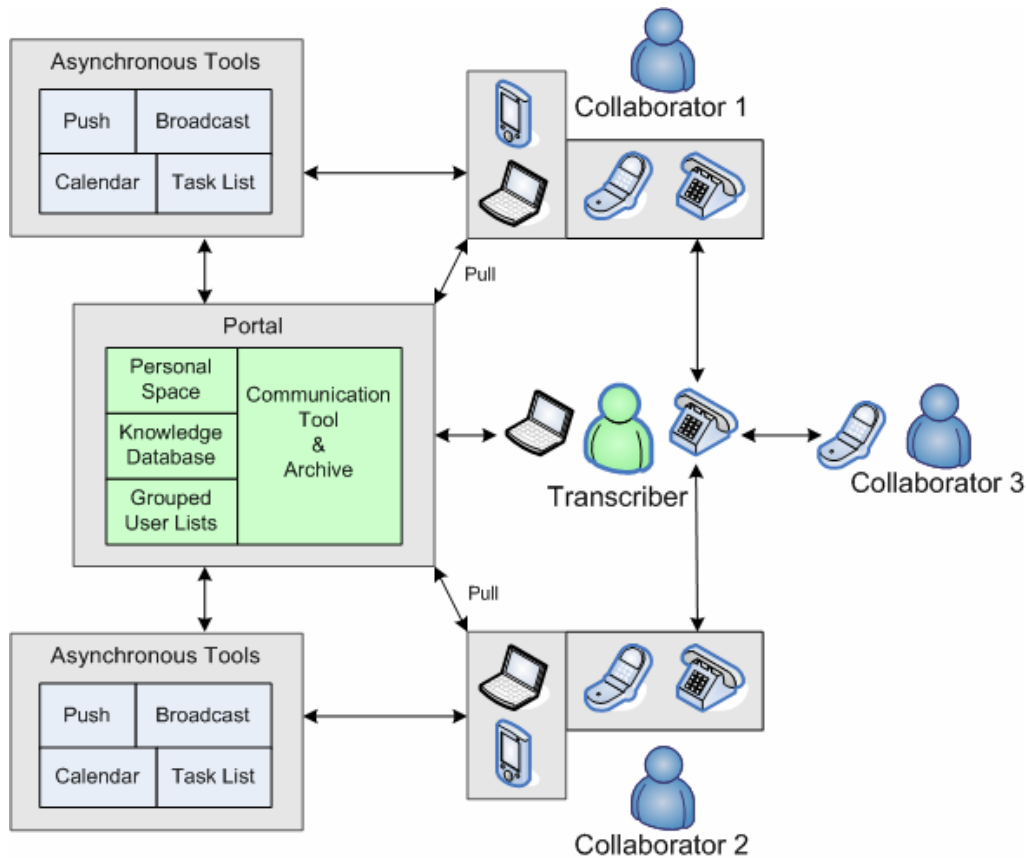 Asynchronous Tools
Push
Broadcast
Calendar
Task List
Collaborator 1
Pull
Portal
Personal
Space
Knowledge
Database
Grouped
User Lists
Communication
Tool
&
Archive
Transcriber
Collaborator 3
Pull
Asynchronous Tools
Push
Broadcast
Calendar
Task List
Collaborator 2